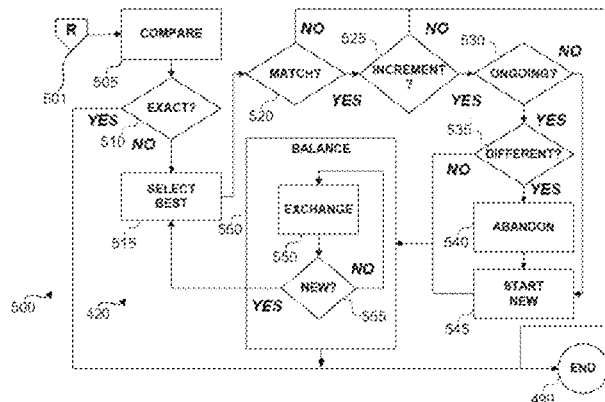 R
501
COMPARE
505
EXACT?
YES
510
NO
SELECT BEST
515
MATCH?
520
NO
YES
525
INCREMENT ?
NO
YES
530
ONGOING?
NO
YES
535
DIFFERENT?
NO
YES
ABANDON
540
START NEW
545
BALANCE
560
EXCHANGE
550
NEW?
NO
YES
555
500
420
END
499